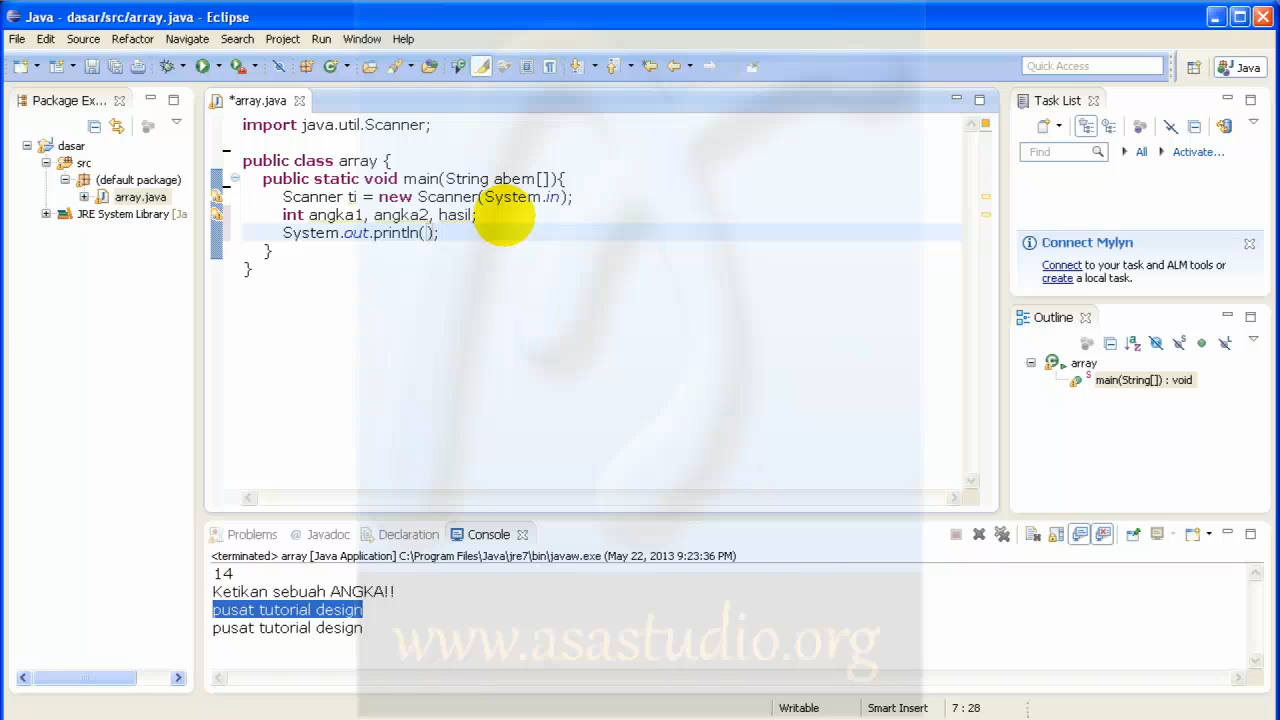 Java - dasar/src/array.java - Eclipse
File Edit Source Refactor Navigate Search Project Run Window Help
Quick Access
Java
Package Ex...
dasar
src
(default package)
array.java
JRE System Library [Ja
*array.java
import java.util.Scanner;
public class array {
public static void main(String abem[]){
Scanner ti = new Scanner(System.in);
int angka1, angka2, hasil;
System.out.println();
}
}
Task List
Find
All
Activate...
Connect Mylyn
Connect to your task and ALM tools or
create a local task.
Outline
array
main(String[]) : void
Problems @ Javadoc Declaration Console
<terminated> array [Java Application] C:\Program Files\Java\jre7\bin\javaw.exe (May 22, 2013 9:23:36 PM)
14
Ketikan sebuah ANGKA!!
pusat tutorial design
pusat tutorial design
www.asastudio.org
Writable Smart Insert 7 : 28